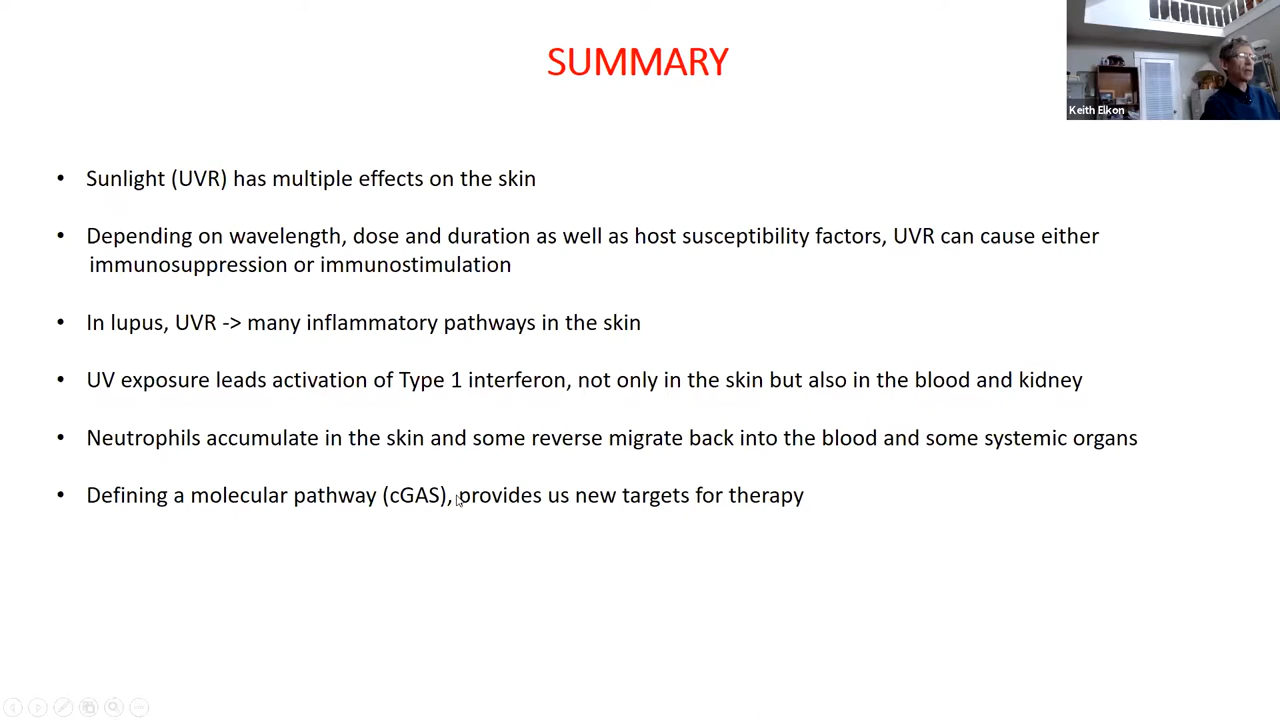 SUMMARY
Keith Elkon
• Sunlight (UVR) has multiple effects on the skin
• Depending on wavelength, dose and duration as well as host susceptibility factors, UVR can cause either
immunosuppression or immunostimulation
• In lupus, UVR -> many inflammatory pathways in the skin
• UV exposure leads activation of Type 1 interferon, not only in the skin but also in the blood and kidney
• Neutrophils accumulate in the skin and some reverse migrate back into the blood and some systemic organs
• Defining a molecular pathway (cGAS), provides us new targets for therapy